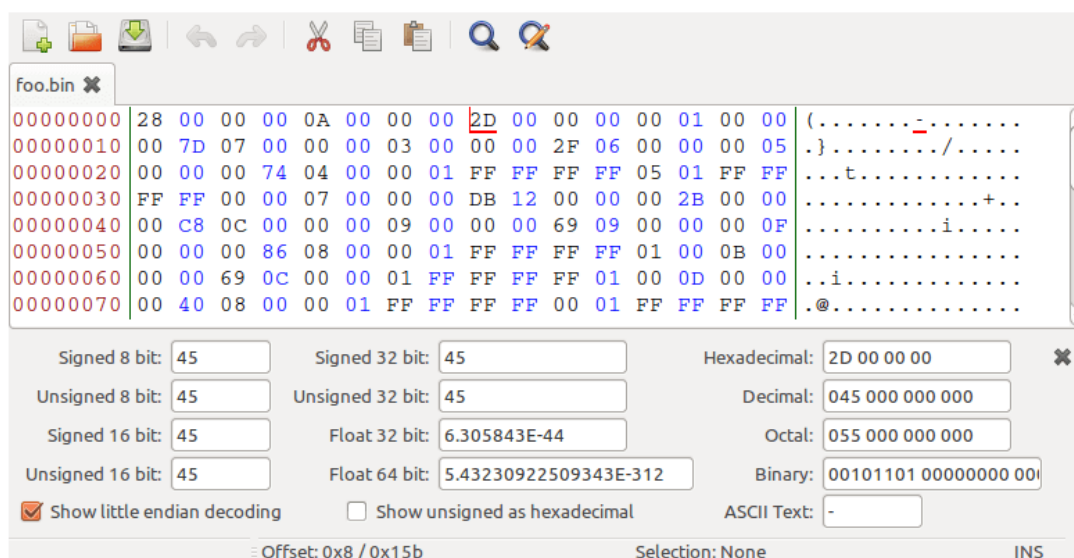 foo.bin
00000000 28 00 00 00 0A 00 00 00 2D 00 00 00 00 01 00 00 (.......-.......
00000010 00 7D 07 00 00 00 03 00 00 00 2F 06 00 00 00 05 .}......../.....
00000020 00 00 00 74 04 00 00 01 FF FF FF FF 05 01 FF FF ...t............
00000030 FF FF 00 00 07 00 00 00 DB 12 00 00 00 2B 00 00 .............+..
00000040 00 C8 0C 00 00 00 09 00 00 00 69 09 00 00 00 0F ..........i.....
00000050 00 00 00 86 08 00 00 01 FF FF FF FF 01 00 0B 00 ................
00000060 00 00 69 0C 00 00 01 FF FF FF FF 01 00 0D 00 00 ..i.............
00000070 00 40 08 00 00 01 FF FF FF FF 00 01 FF FF FF FF .@..............
Signed 8 bit: 45 Signed 32 bit: 45 Hexadecimal: 2D 00 00 00
Unsigned 8 bit: 45 Unsigned 32 bit: 45 Decimal: 045 000 000 000
Signed 16 bit: 45 Float 32 bit: 6.305843E-44 Octal: 055 000 000 000
Unsigned 16 bit: 45 Float 64 bit: 5.43230922509343E-312 Binary: 00101101 00000000 00
Show little endian decoding Show unsigned as hexadecimal ASCII Text: -
Offset: 0x8 / 0x15b Selection: None INS